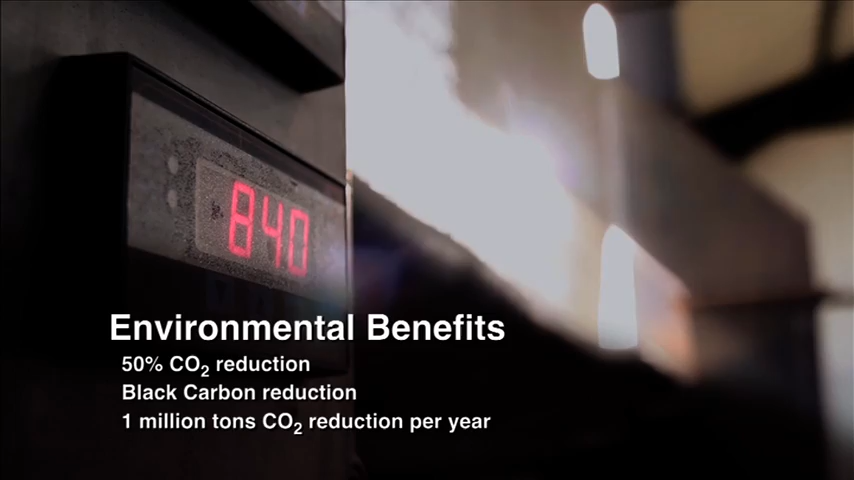 840
Environmental Benefits
50% CO₂ reduction
Black Carbon reduction
1 million tons CO₂ reduction per year